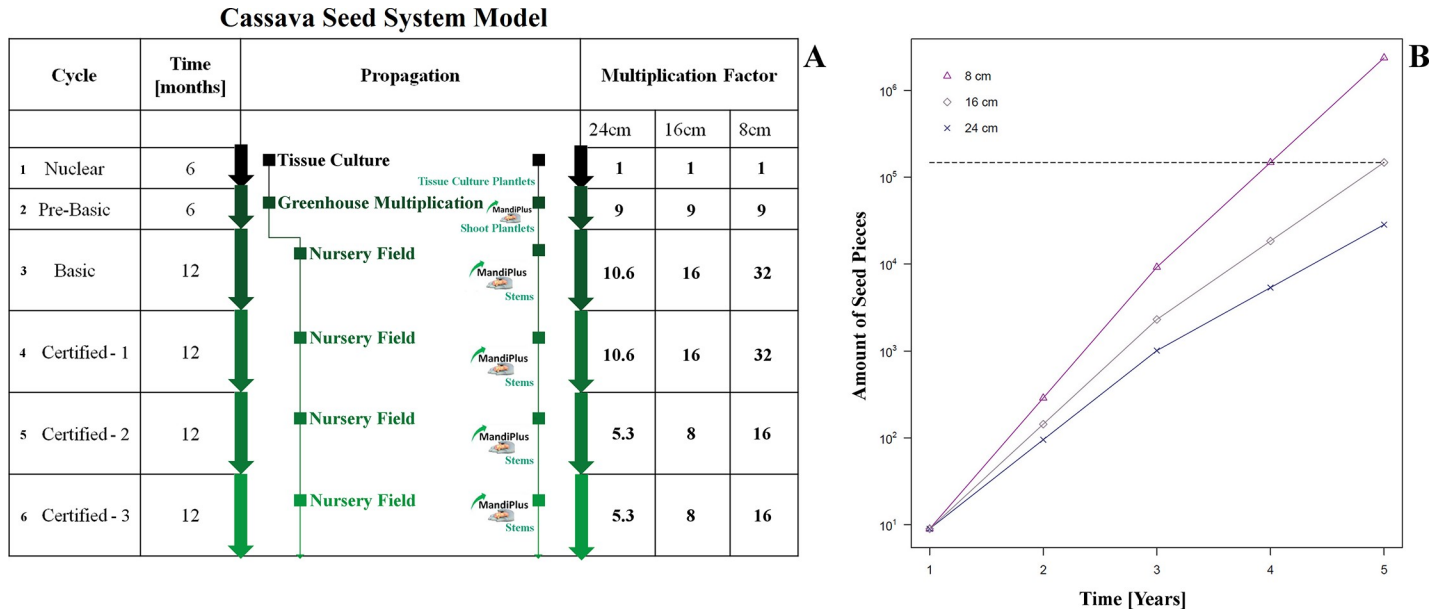 Cassava Seed System Model
A
Cycle Time [months] Propagation Multiplication Factor
24cm 16cm 8cm
1 Nuclear 6 Tissue Culture 1 1 1
Tissue Culture Plantlets
2 Pre-Basic 6 Greenhouse Multiplication MandiPlus 9 9 9
Shoot Plantlets
Nursery Field
3 Basic 12 MandiPlus 10.6 16 32
Stems
Nursery Field
4 Certified - 1 12 MandiPlus 10.6 16 32
Stems
Nursery Field
5 Certified - 2 12 MandiPlus 5.3 8 16
Stems
Nursery Field
6 Certified - 3 12 MandiPlus 5.3 8 16
Stems
B
8 cm
16 cm
24 cm
Amount of Seed Pieces
10⁶
10⁵
10⁴
10³
10²
10¹
1 2 3 4 5
Time [Years]